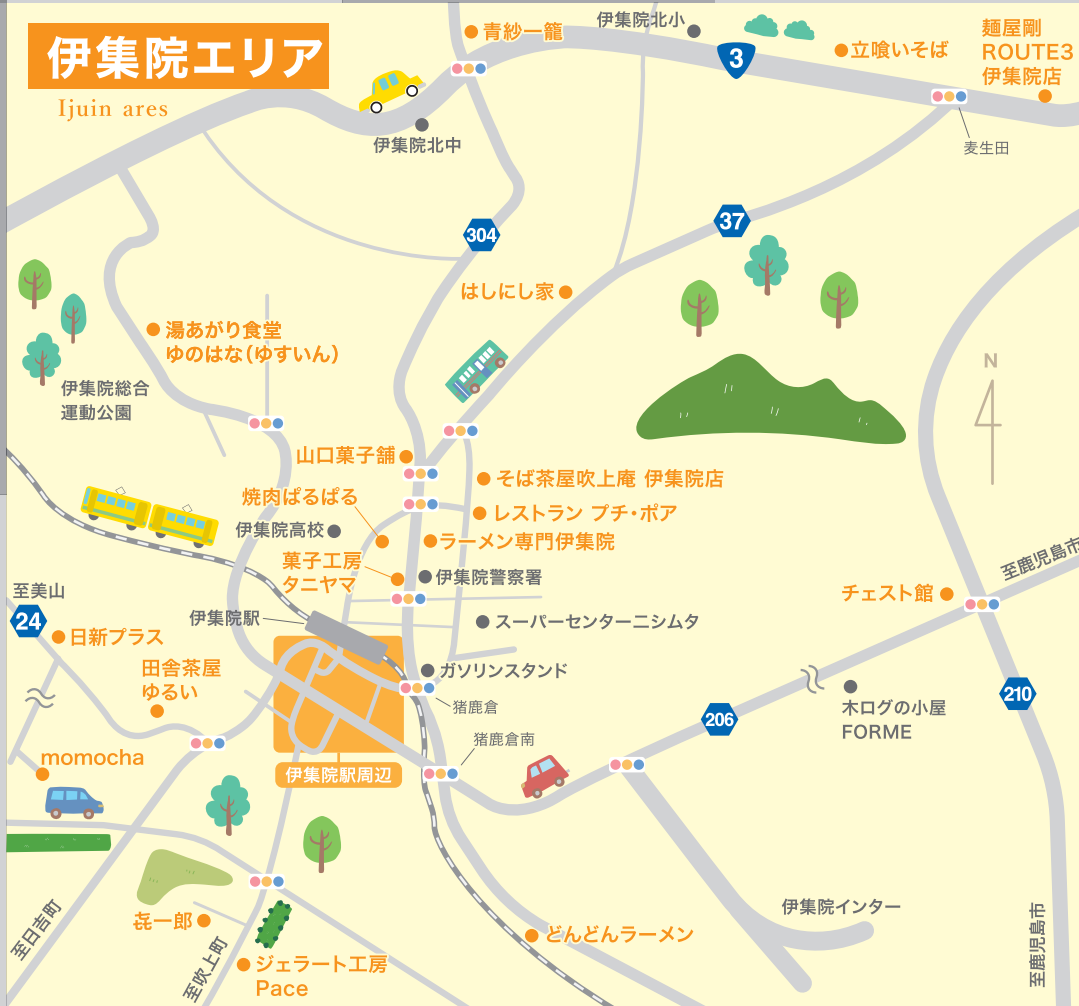 伊集院エリア
Ijuin ares
青紗一籠
伊集院北小
3
立喰いそば
麺屋剛
ROUTE3
伊集院店
伊集院北中
麦生田
304
37
はしにし家
湯あがり食堂
ゆのはな(ゆすいん)
伊集院総合
運動公園
N
山口菓子舗
そば茶屋吹上庵 伊集院店
焼肉ぱるぱる
レストラン プチ・ポア
伊集院高校
ラーメン専門伊集院
菓子工房
タニヤマ
伊集院警察署
至鹿児島市
至美山
24
チェスト館
伊集院駅
スーパーセンターニシムタ
日新プラス
田舎茶屋
ゆるい
ガソリンスタンド
猪鹿倉
木ログの小屋
FORME
210
206
猪鹿倉南
momocha
伊集院駅周辺
至日吉町
㐂一郎
至吹上町
伊集院インター
どんどんラーメン
至鹿児島市
ジェラート工房
Pace